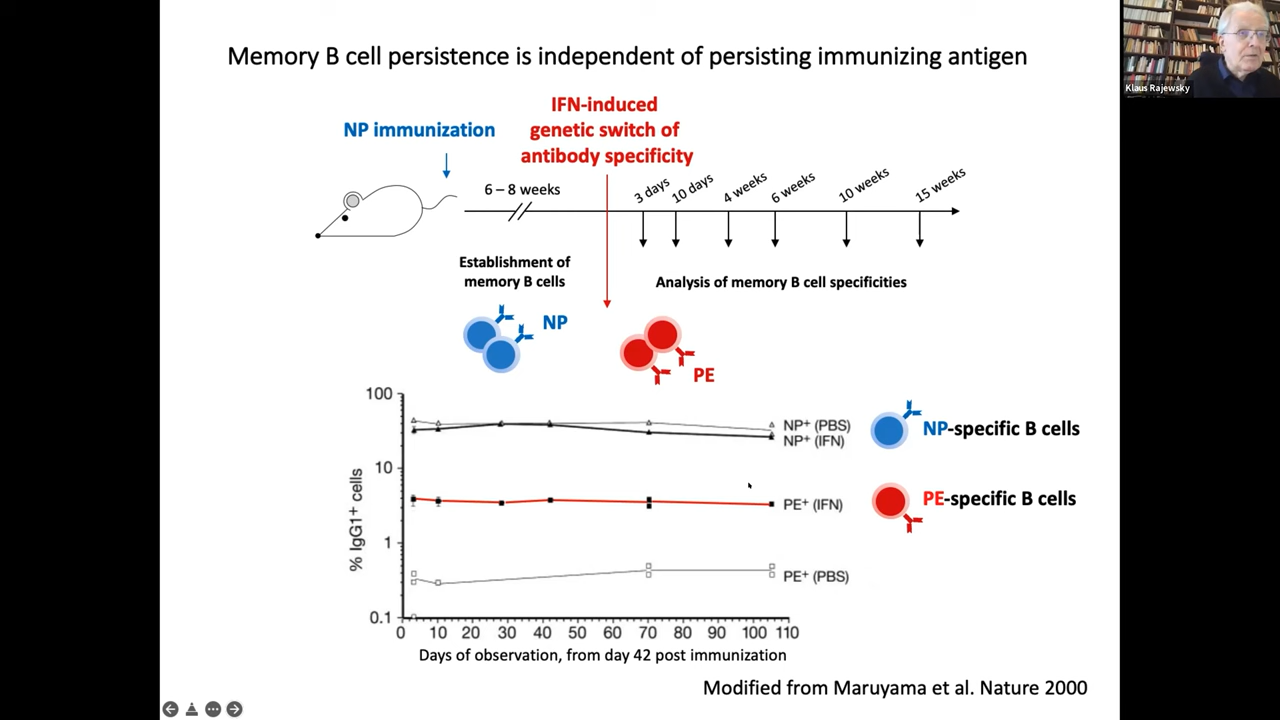 Memory B cell persistence is independent of persisting immunizing antigen
Klaus Rajewsky
NP immunization
IFN-induced
genetic switch of
antibody specificity
6 – 8 weeks
3 days
10 days
4 weeks
6 weeks
10 weeks
15 weeks
Establishment of
memory B cells
Analysis of memory B cell specificities
NP
PE
% IgG1⁺ cells
100
10
1
0.1
NP⁺ (PBS)
NP⁺ (IFN)
PE⁺ (IFN)
PE⁺ (PBS)
NP-specific B cells
PE-specific B cells
0 10 20 30 40 50 60 70 80 90 100 110
Days of observation, from day 42 post immunization
Modified from Maruyama et al. Nature 2000